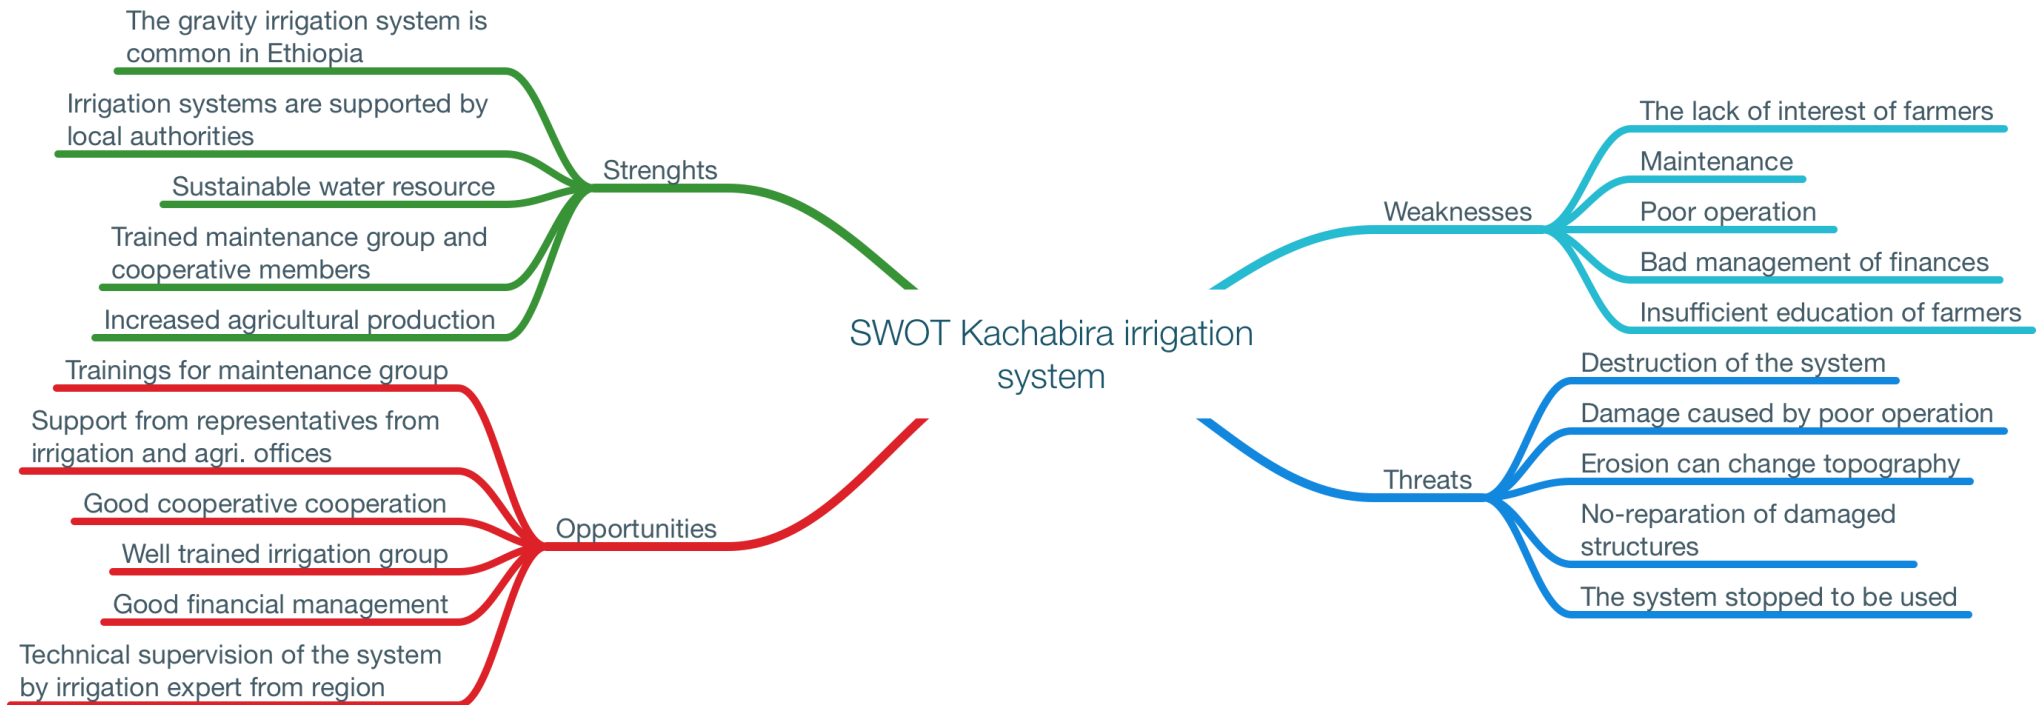 The gravity irrigation system is
common in Ethiopia
Irrigation systems are supported by
local authorities
Sustainable water resource
Trained maintenance group and
cooperative members
Increased agricultural production
Strenghts
Trainings for maintenance group
Support from representatives from
irrigation and agri. offices
Good cooperative cooperation
Well trained irrigation group
Good financial management
Technical supervision of the system
by irrigation expert from region
Opportunities
SWOT Kachabira irrigation
system
Weaknesses
The lack of interest of farmers
Maintenance
Poor operation
Bad management of finances
Insufficient education of farmers
Threats
Destruction of the system
Damage caused by poor operation
Erosion can change topography
No-reparation of damaged
structures
The system stopped to be used